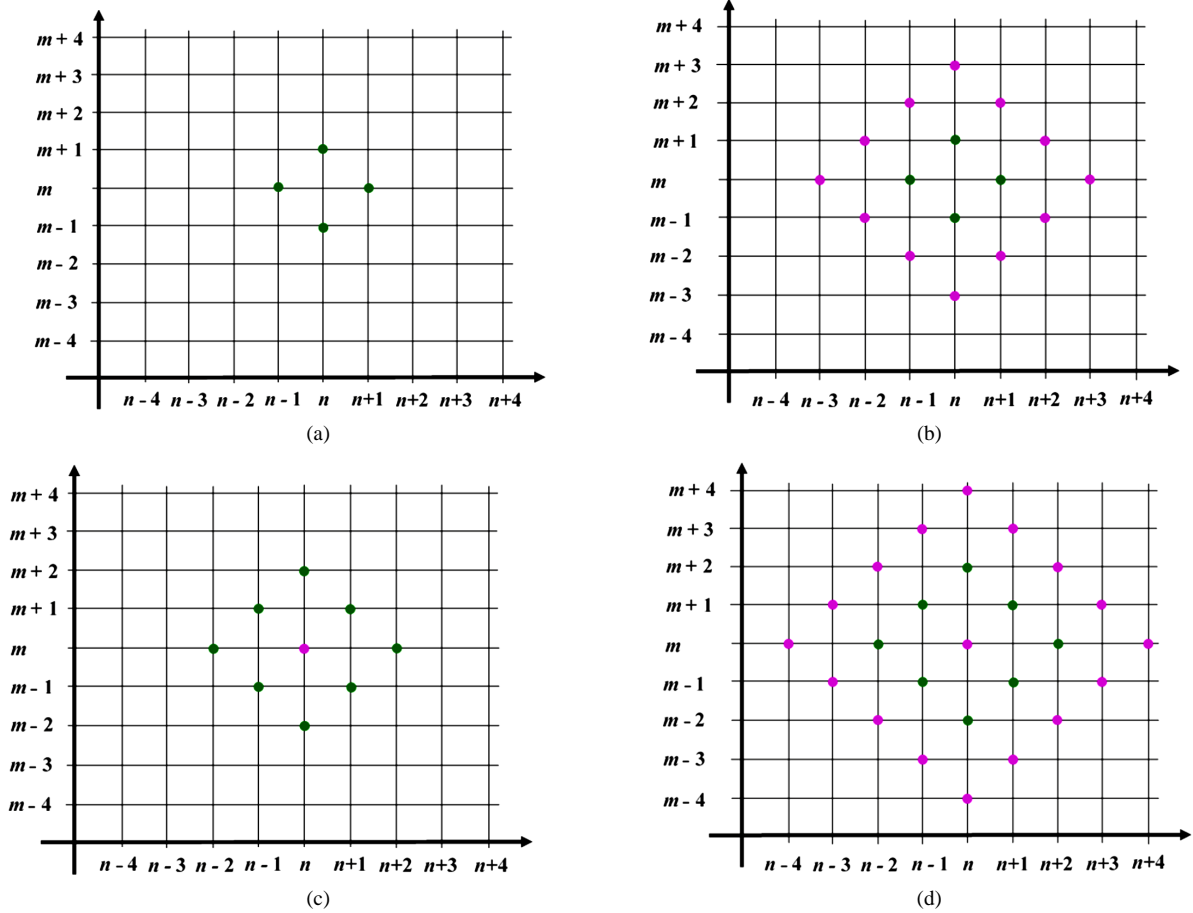 m + 4
m + 3
m + 2
m + 1
m
m - 1
m - 2
m - 3
m - 4
n - 4 n - 3 n - 2 n - 1 n n+1 n+2 n+3 n+4
(a)
m + 4
m + 3
m + 2
m + 1
m
m - 1
m - 2
m - 3
m - 4
n - 4 n - 3 n - 2 n - 1 n n+1 n+2 n+3 n+4
(b)
m + 4
m + 3
m + 2
m + 1
m
m - 1
m - 2
m - 3
m - 4
n - 4 n - 3 n - 2 n - 1 n n+1 n+2 n+3 n+4
(c)
m + 4
m + 3
m + 2
m + 1
m
m - 1
m - 2
m - 3
m - 4
n - 4 n - 3 n - 2 n - 1 n n+1 n+2 n+3 n+4
(d)